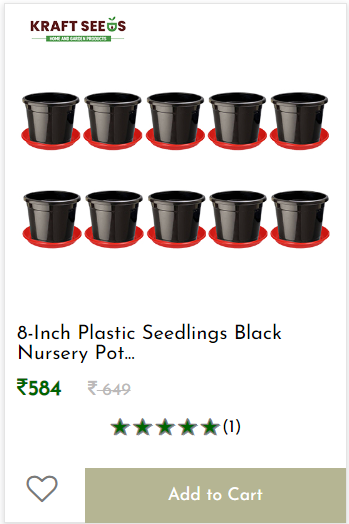 KRAFT SEEDS
HOME AND GARDEN PRODUCTS
8-Inch Plastic Seedlings Black
Nursery Pot...
₹584 ₹ 649
(1)
Add to Cart